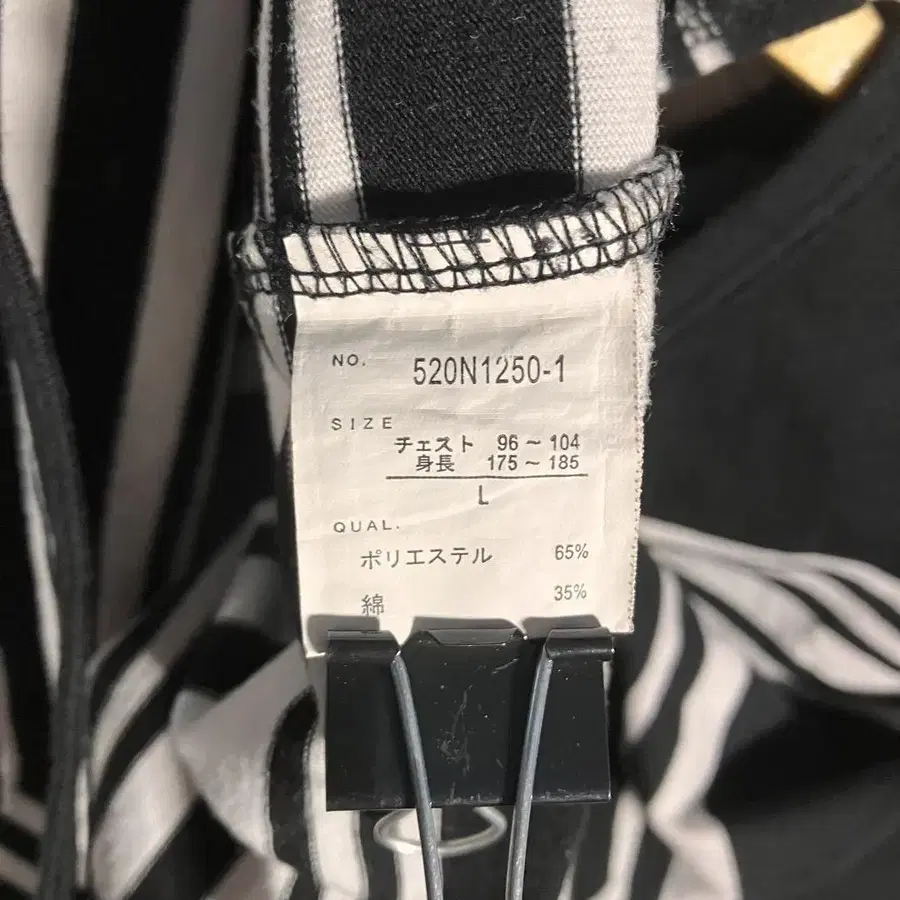 NO. 520N1250-1
SIZE
チェスト 96～104
身長 175～185
L
QUAL.
ポリエステル 65%
綿 35%